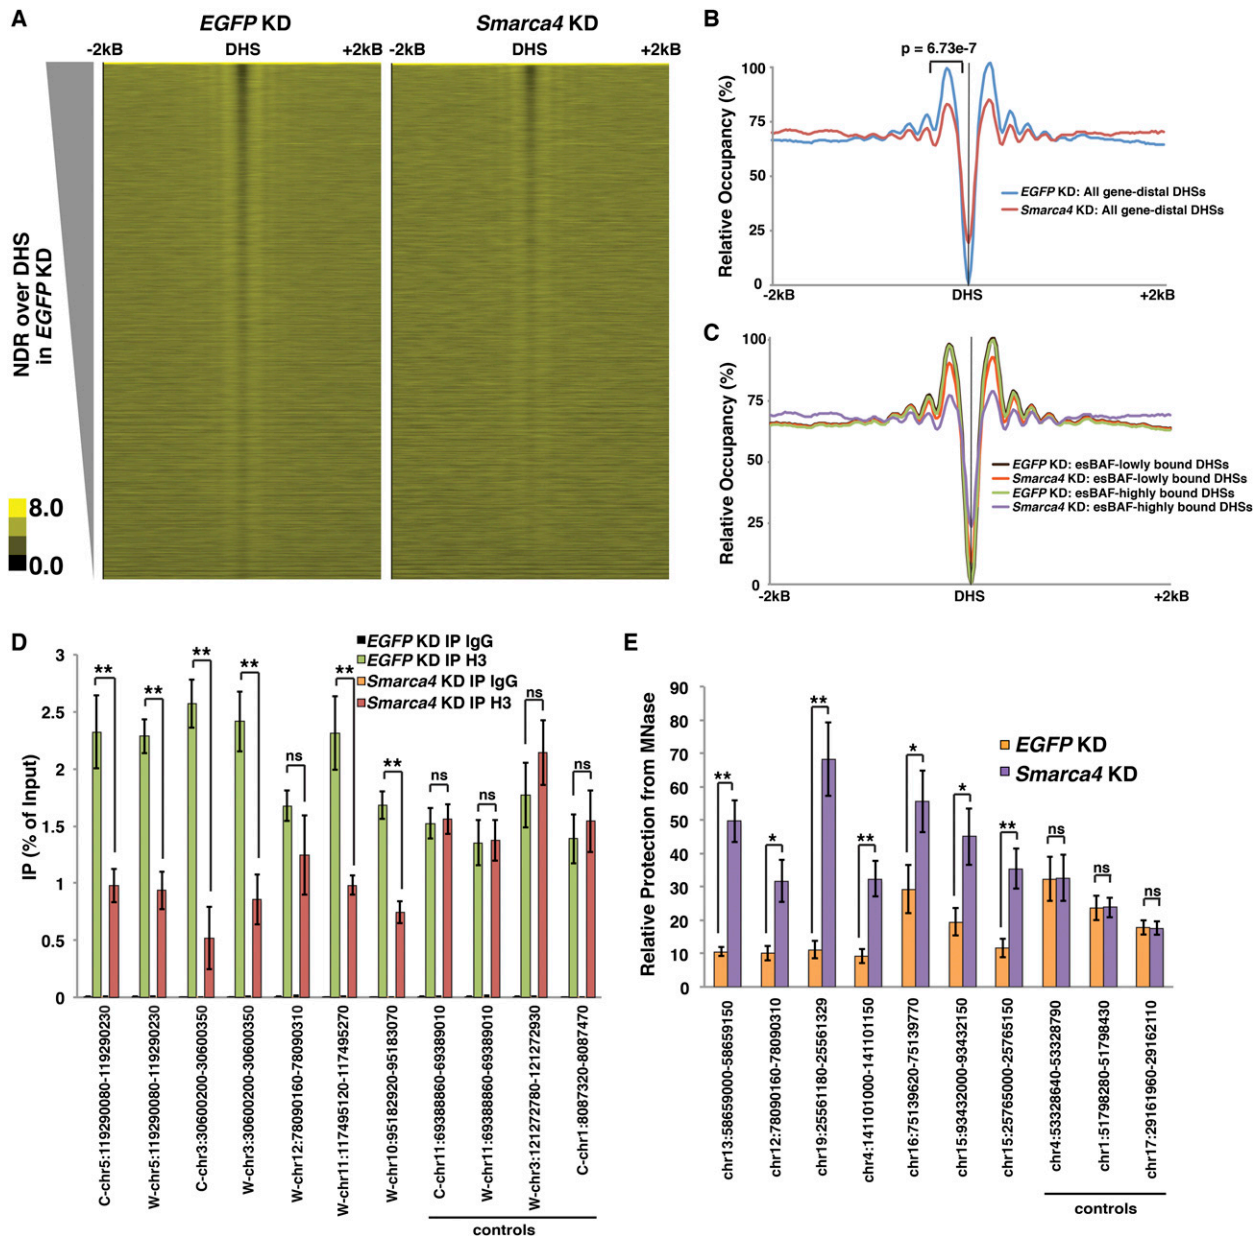 A
EGFP KD
Smarca4 KD
-2kB
DHS
+2kB
-2kB
DHS
+2kB
NDR over DHS
in EGFP KD
8.0
0.0
B
p = 6.73e-7
Relative Occupancy (%)
100
75
50
25
0
-2kB
DHS
+2kB
EGFP KD: All gene-distal DHSs
Smarca4 KD: All gene-distal DHSs
C
Relative Occupancy (%)
100
75
50
25
0
-2kB
DHS
+2kB
EGFP KD: esBAF-lowly bound DHSs
Smarca4 KD: esBAF-lowly bound DHSs
EGFP KD: esBAF-highly bound DHSs
Smarca4 KD: esBAF-highly bound DHSs
D
EGFP KD IP IgG
EGFP KD IP H3
Smarca4 KD IP IgG
Smarca4 KD IP H3
IP (% of Input)
3
2.5
2
1.5
1
0.5
0
**
**
**
**
ns
**
**
ns
ns
ns
ns
C-chr5:119290080-119290230
W-chr5:119290080-119290230
C-chr3:30600200-30600350
W-chr3:30600200-30600350
W-chr12:78090160-78090310
W-chr11:117495120-117495270
W-chr10:95182920-95183070
C-chr11:69388860-69389010
W-chr11:69388860-69389010
W-chr3:121272780-121272930
C-chr1:8087320-8087470
controls
E
EGFP KD
Smarca4 KD
Relative Protection from MNase
90
80
70
60
50
40
30
20
10
0
**
*
**
**
*
*
**
ns
ns
ns
chr13:58659000-58659150
chr12:78090160-78090310
chr19:25561180-25561329
chr4:141101000-141101150
chr16:75139620-75139770
chr15:93432000-93432150
chr15:25765000-25765150
chr4:53328640-53328790
chr1:51798280-51798430
chr17:29161960-29162110
controls